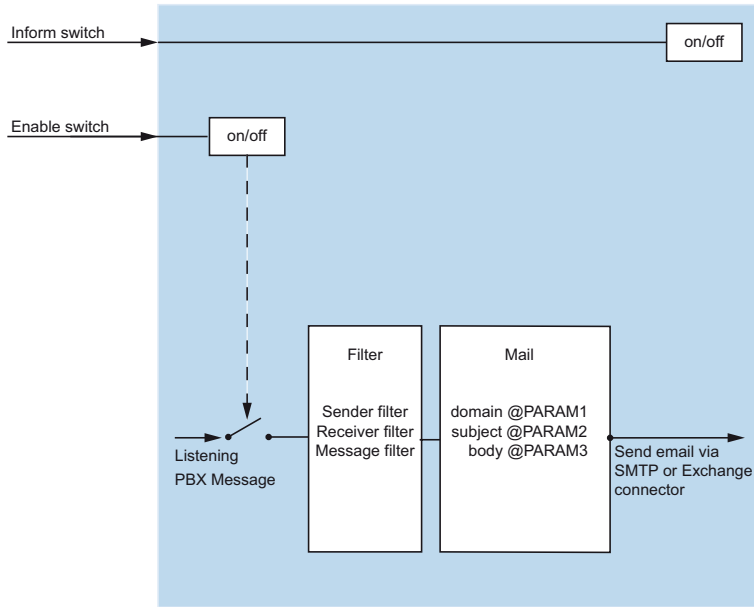 Inform switch
on/off
Enable switch
on/off
Filter
Sender filter
Receiver filter
Message filter
Mail
domain @PARAM1
subject @PARAM2
body @PARAM3
Listening
PBX Message
Send email via
SMTP or Exchange
connector